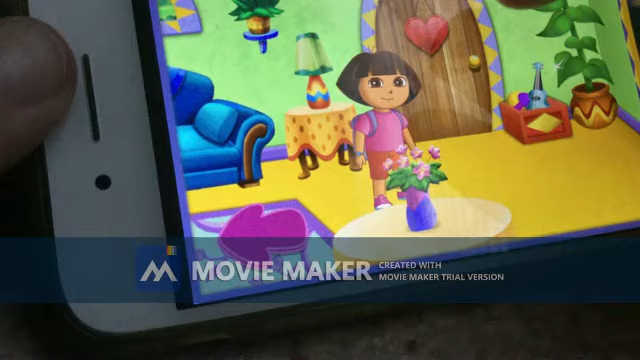 MOVIE MAKER
CREATED WITH
MOVIE MAKER TRIAL VERSION